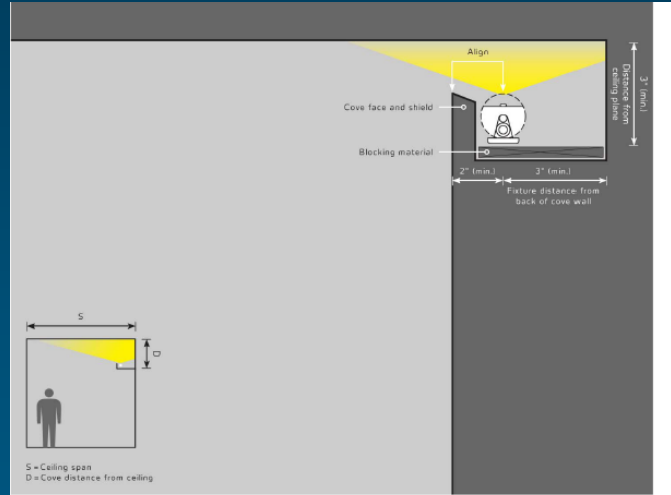 Align
Cove face and shield
Blocking material
3" (min.)
Distance from
ceiling plane
2" (min.)
3" (min.)
Fixture distance from
back of cove wall
S
D
S = Ceiling span
D = Cove distance from ceiling